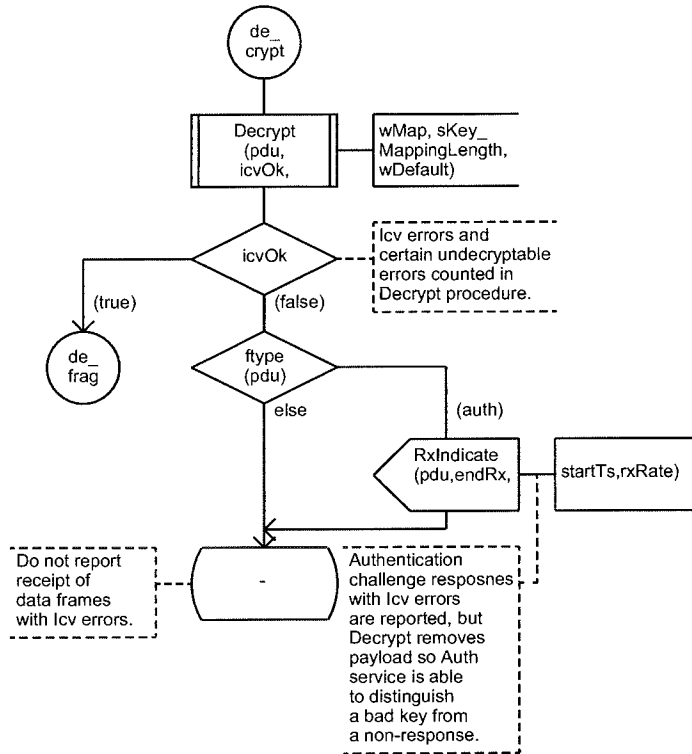 de_
crypt
Decrypt
(pdu,
icvOk,
wMap, sKey_
MappingLength,
wDefault)
icvOk
Icv errors and
certain undecryptable
errors counted in
Decrypt procedure.
(true)
(false)
de_
frag
ftype
(pdu)
else
(auth)
RxIndicate
(pdu,endRx,
startTs,rxRate)
Do not report
receipt of
data frames
with Icv errors.
-
Authentication
challenge resposnes
with Icv errors
are reported, but
Decrypt removes
payload so Auth
service is able
to distinguish
a bad key from
a non-response.